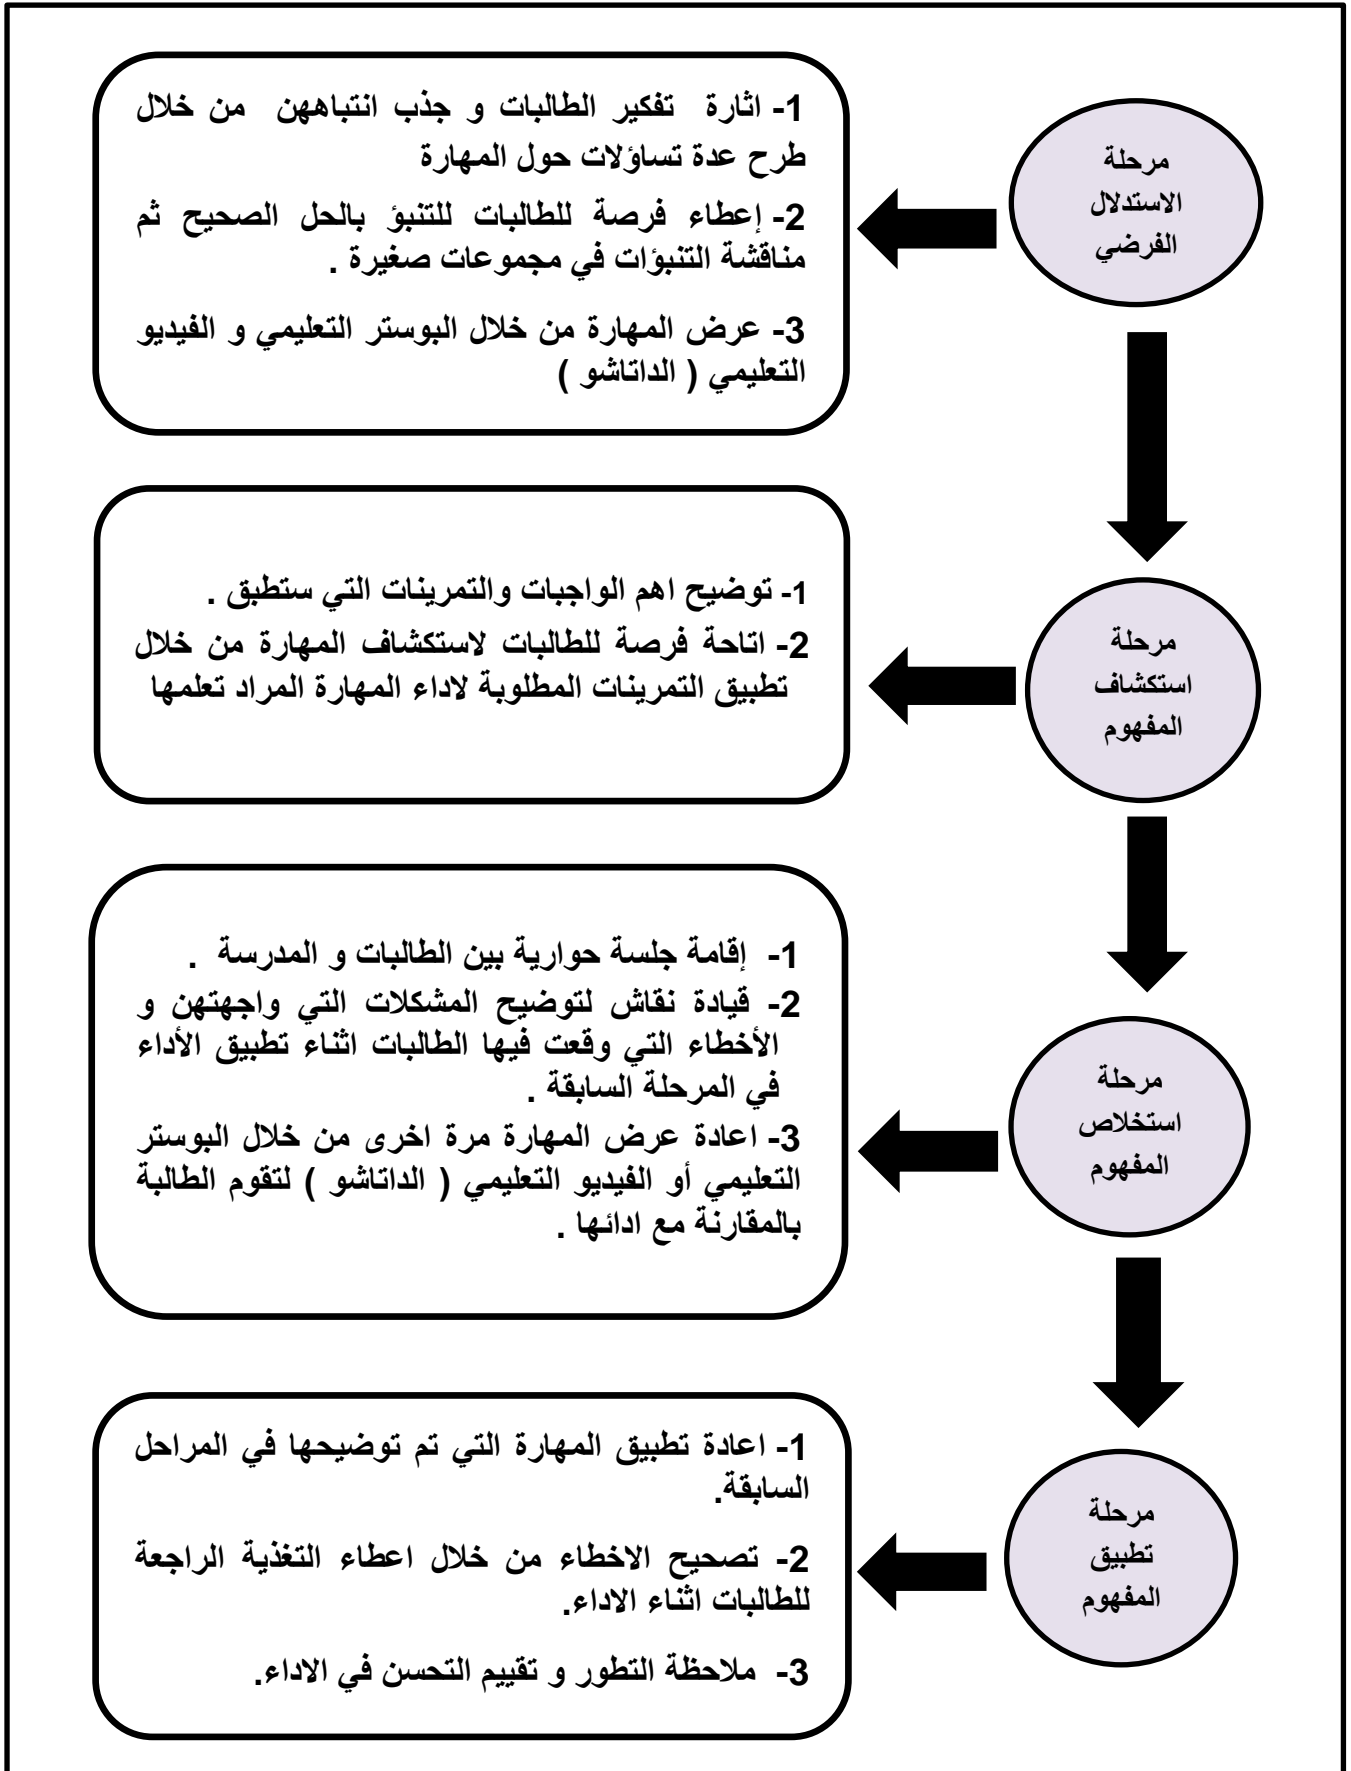 مرحلة
الاستدلال
الفرضي
1- اثارة تفكير الطالبات و جذب انتباههن من خلال
طرح عدة تساؤلات حول المهارة
2- إعطاء فرصة للطالبات للتنبؤ بالحل الصحيح ثم
مناقشة التنبؤات في مجموعات صغيرة .
3- عرض المهارة من خلال البوستر التعليمي و الفيديو
التعليمي ( الداتاشو )
مرحلة
استكشاف
المفهوم
1- توضيح اهم الواجبات والتمرينات التي ستطبق .
2- اتاحة فرصة للطالبات لاستكشاف المهارة من خلال
تطبيق التمرينات المطلوبة لاداء المهارة المراد تعلمها
مرحلة
استخلاص
المفهوم
1- إقامة جلسة حوارية بين الطالبات و المدرسة .
2- قيادة نقاش لتوضيح المشكلات التي واجهتهن و
الأخطاء التي وقعت فيها الطالبات اثناء تطبيق الأداء
في المرحلة السابقة .
3- اعادة عرض المهارة مرة اخرى من خلال البوستر
التعليمي أو الفيديو التعليمي ( الداتاشو ) لتقوم الطالبة
بالمقارنة مع ادائها .
مرحلة
تطبيق
المفهوم
1- اعادة تطبيق المهارة التي تم توضيحها في المراحل
السابقة.
2- تصحيح الاخطاء من خلال اعطاء التغذية الراجعة
للطالبات اثناء الاداء.
3- ملاحظة التطور و تقييم التحسن في الاداء.